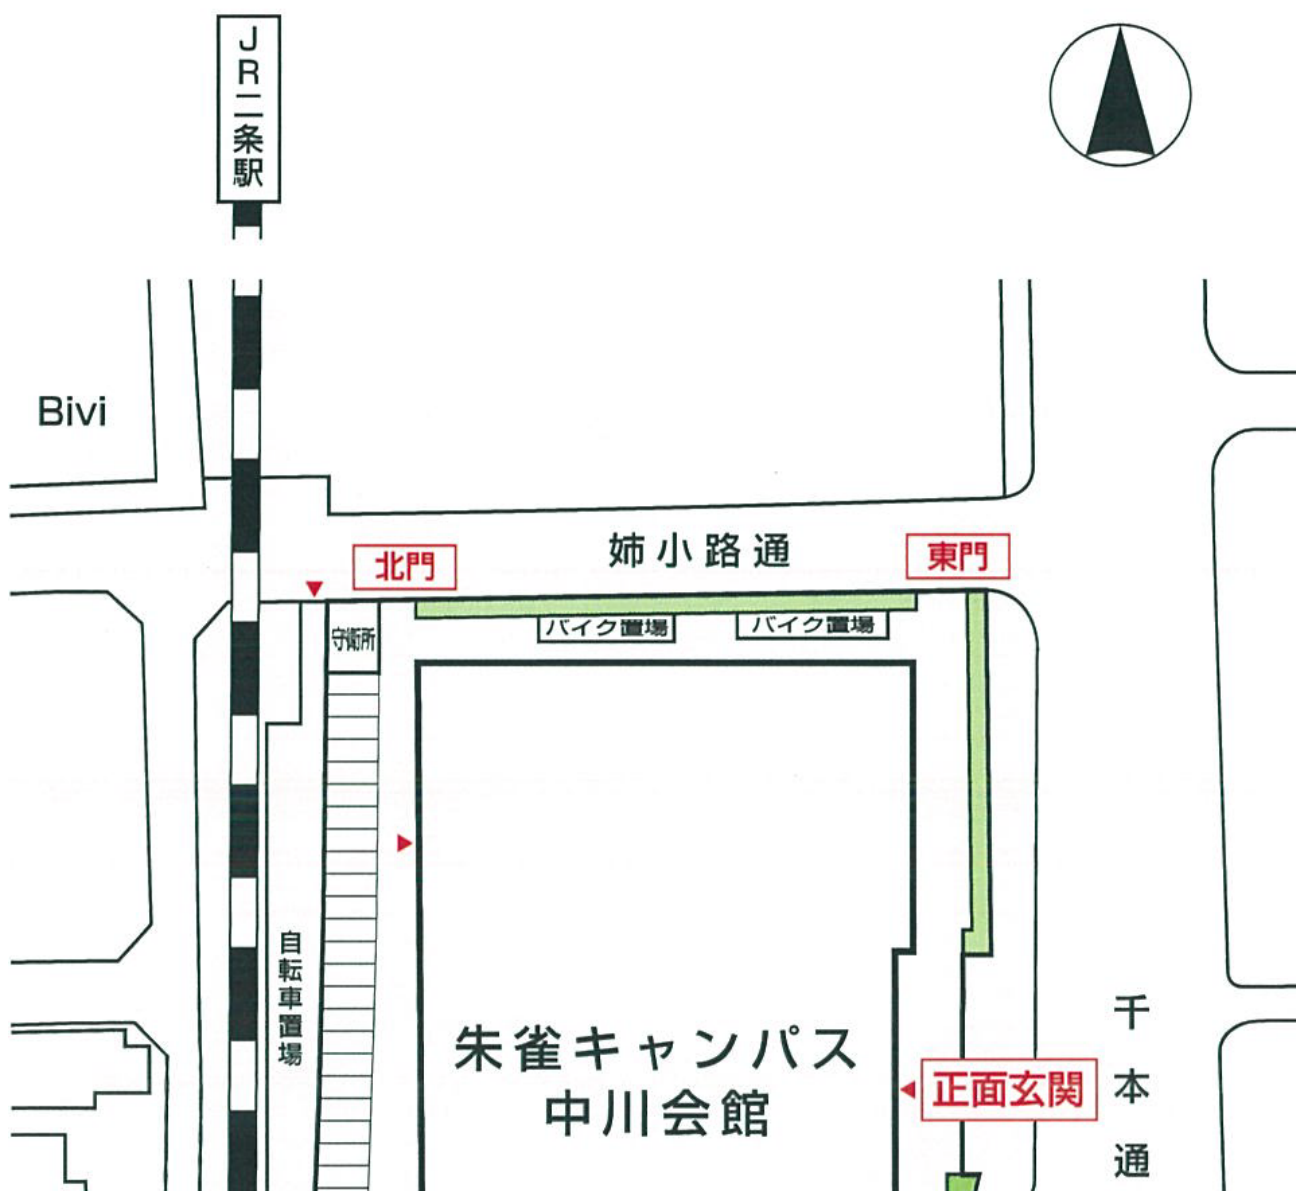 JR二条駅
Bivi
姉小路通
北門
東門
守衛所
バイク置場
バイク置場
自転車置場
朱雀キャンパス
中川会館
正面玄関
千本通